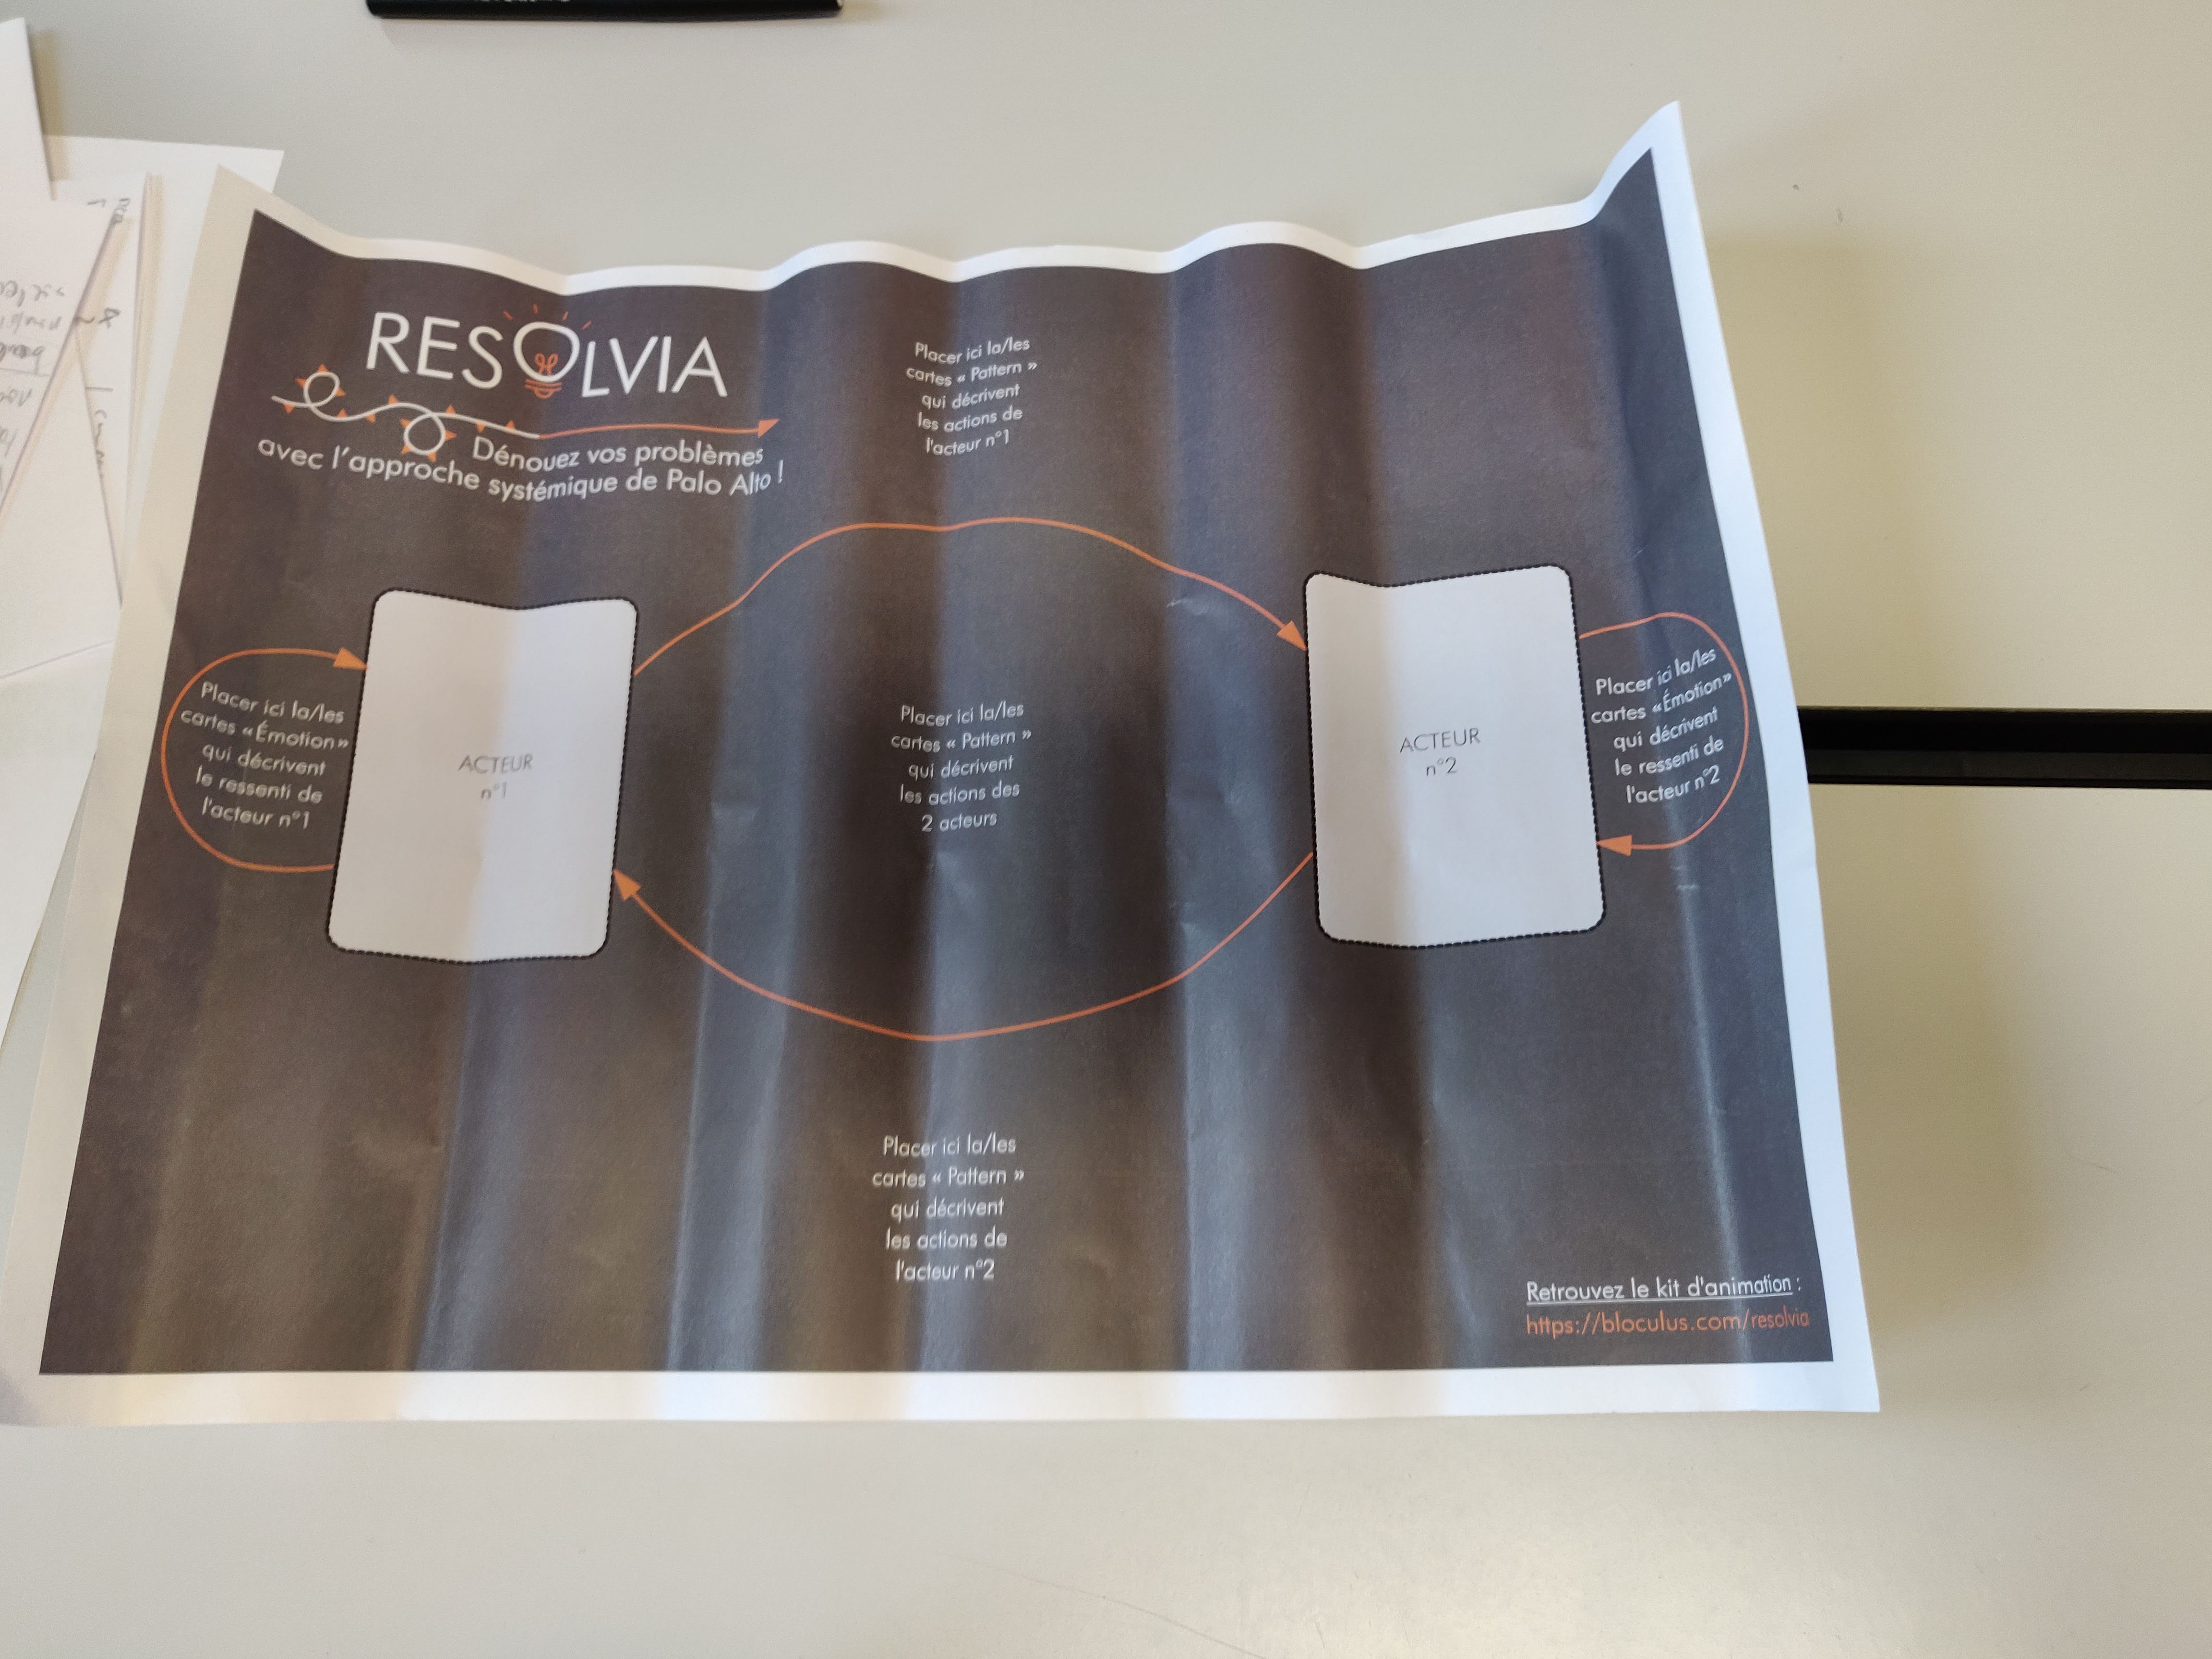 RESOLVIA
Dénouez vos problèmes
avec l'approche systémique de Palo Alto !
Placer ici la/les
cartes « Pattern »
qui décrivent
les actions de
l'acteur n°1
Placer ici la/les
cartes «Émotion»
qui décrivent
le ressenti de
l'acteur n°1
ACTEUR
n°1
Placer ici la/les
cartes « Pattern »
qui décrivent
les actions des
2 acteurs
ACTEUR
n°2
Placer ici la/les
cartes «Émotion»
qui décrivent
le ressenti de
l'acteur n°2
Placer ici la/les
cartes « Pattern »
qui décrivent
les actions de
l'acteur n°2
Retrouvez le kit d'animation :
https://bloculus.com/resolvia